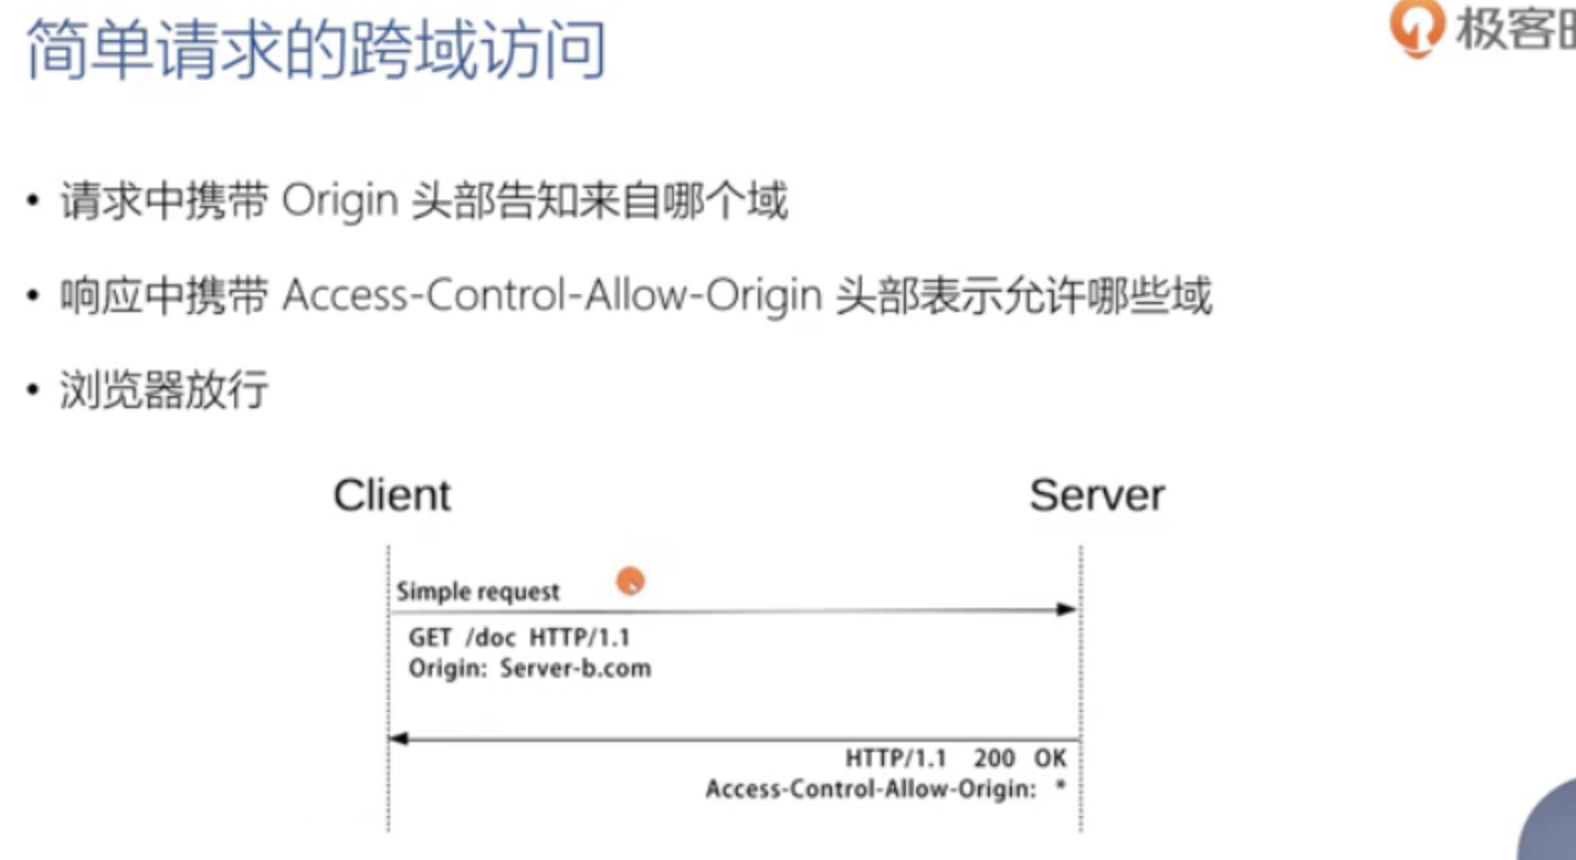 简单请求的跨域访问
极客
• 请求中携带 Origin 头部告知来自哪个域
• 响应中携带 Access-Control-Allow-Origin 头部表示允许哪些域
• 浏览器放行
Client
Server
Simple request
GET /doc HTTP/1.1
Origin: Server-b.com
HTTP/1.1 200 OK
Access-Control-Allow-Origin: *